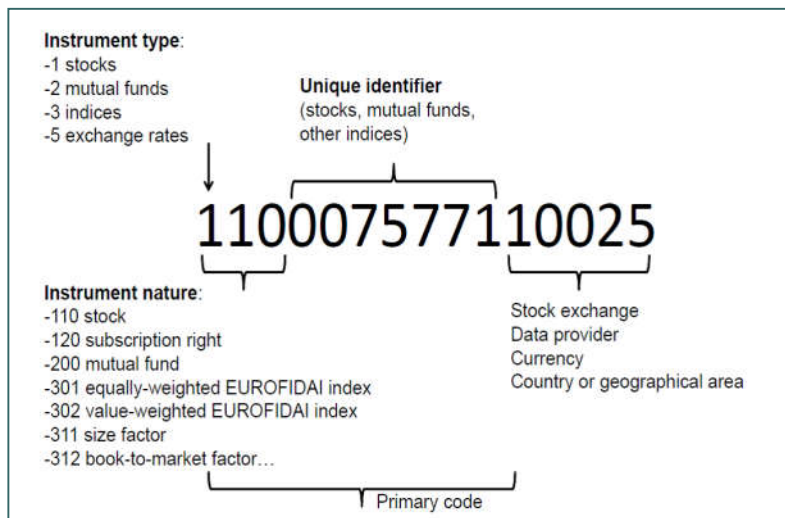 Instrument type:
-1 stocks
-2 mutual funds
-3 indices
-5 exchange rates
Unique identifier
(stocks, mutual funds,
other indices)
110007577110025
Instrument nature:
-110 stock
-120 subscription right
-200 mutual fund
-301 equally-weighted EUROFIDAI index
-302 value-weighted EUROFIDAI index
-311 size factor
-312 book-to-market factor…
Stock exchange
Data provider
Currency
Country or geographical area
Primary code